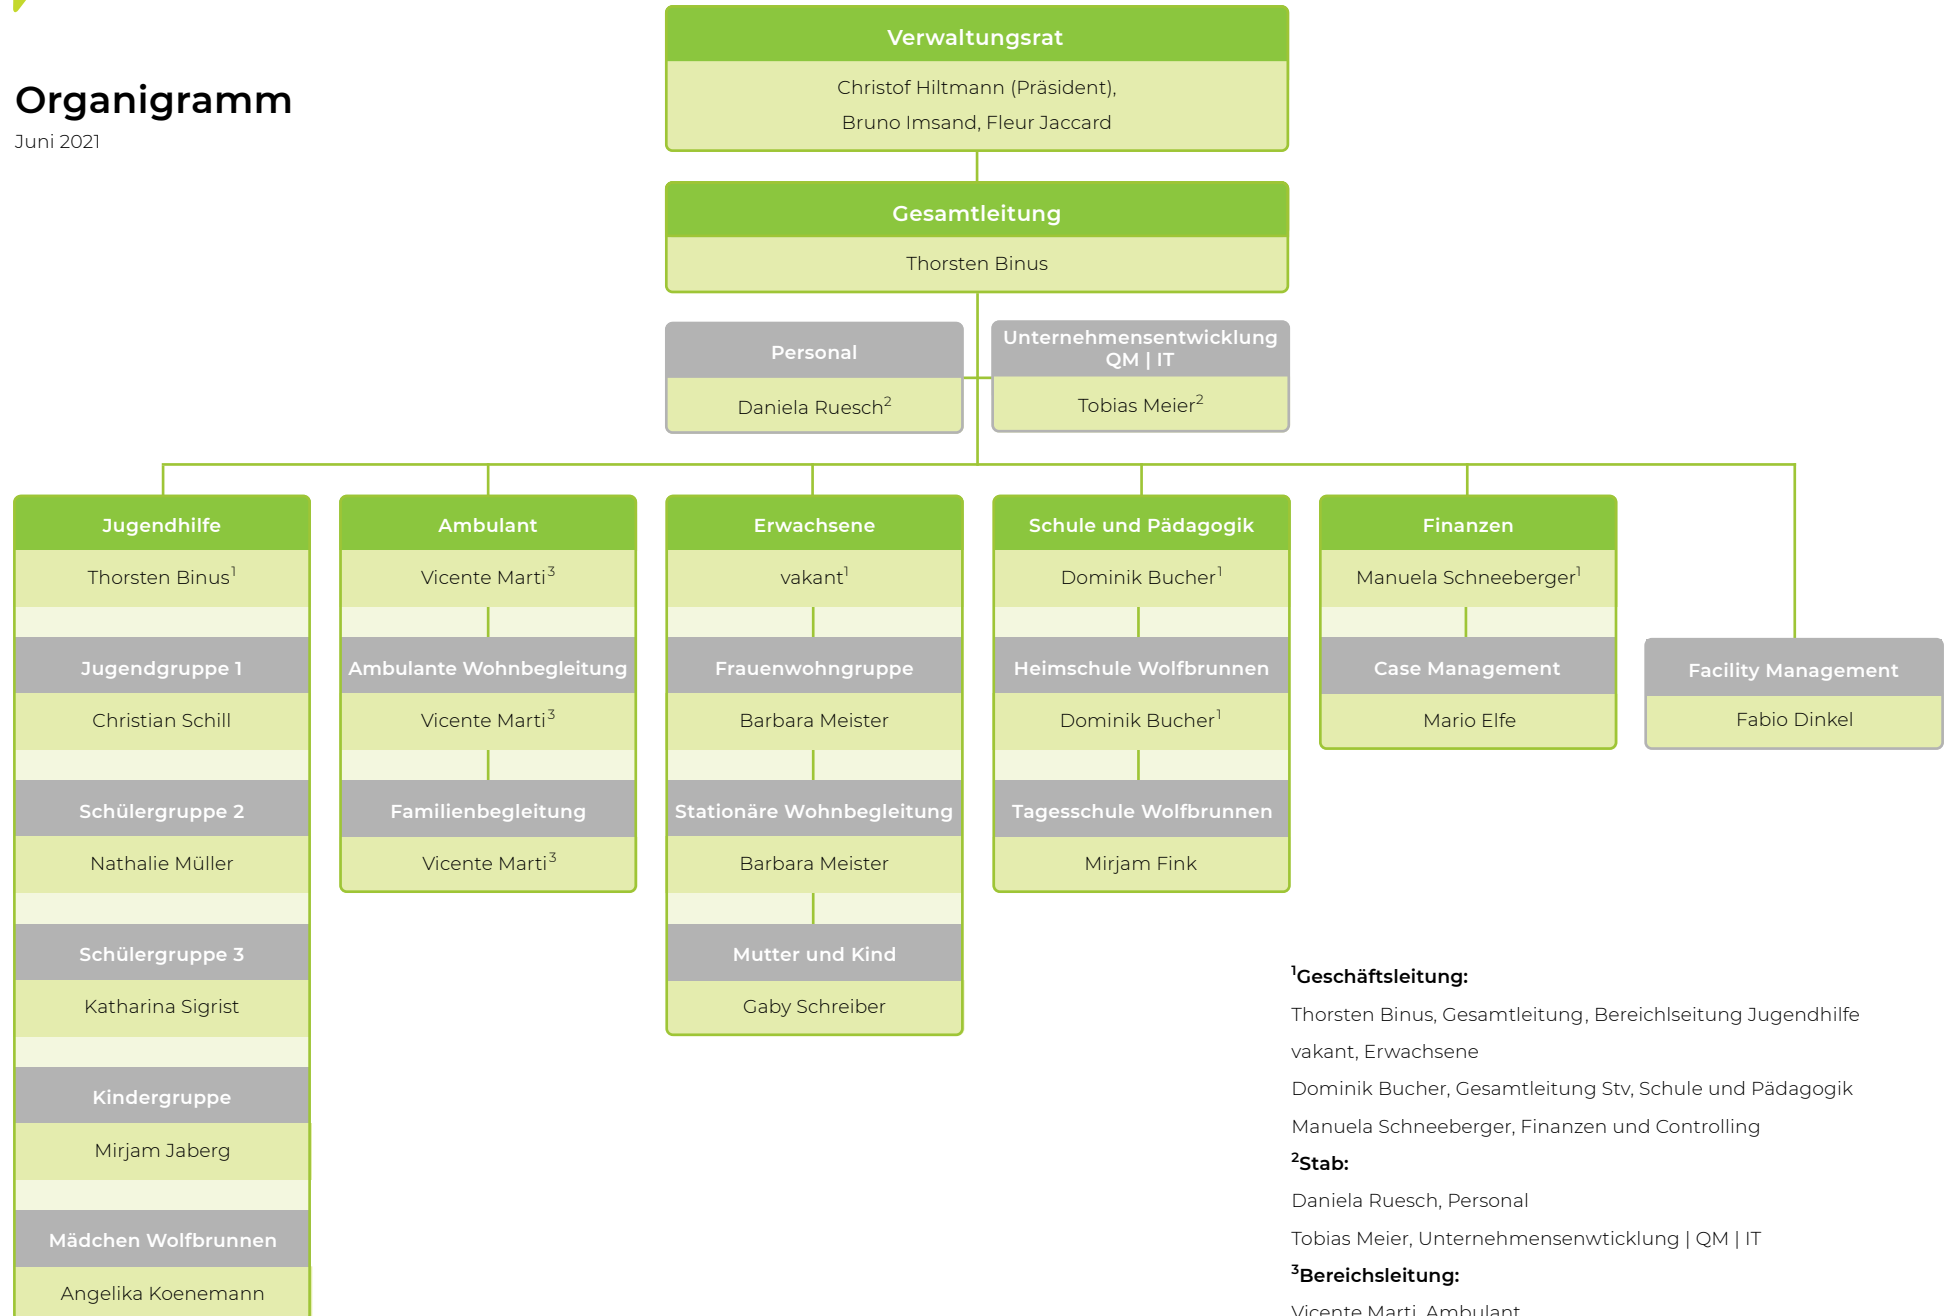 Organigramm
Juni 2021
Verwaltungsrat
Christof Hiltmann (Präsident),
Bruno Imsand, Fleur Jaccard
Gesamtleitung
Thorsten Binus
Personal
Daniela Ruesch²
Unternehmensentwicklung
QM | IT
Tobias Meier²
Jugendhilfe
Thorsten Binus¹
Jugendgruppe 1
Christian Schill
Schülergruppe 2
Nathalie Müller
Schülergruppe 3
Katharina Sigrist
Kindergruppe
Mirjam Jaberg
Mädchen Wolfbrunnen
Angelika Koenemann
Ambulant
Vicente Marti³
Ambulante Wohnbegleitung
Vicente Marti³
Familienbegleitung
Vicente Marti³
Erwachsene
vakant¹
Frauenwohngruppe
Barbara Meister
Stationäre Wohnbegleitung
Barbara Meister
Mutter und Kind
Gaby Schreiber
Schule und Pädagogik
Dominik Bucher¹
Heimschule Wolfbrunnen
Dominik Bucher¹
Tagesschule Wolfbrunnen
Mirjam Fink
Finanzen
Manuela Schneeberger¹
Case Management
Mario Elfe
Facility Management
Fabio Dinkel
¹Geschäftsleitung:
Thorsten Binus, Gesamtleitung, Bereichlseitung Jugendhilfe
vakant, Erwachsene
Dominik Bucher, Gesamtleitung Stv, Schule und Pädagogik
Manuela Schneeberger, Finanzen und Controlling
²Stab:
Daniela Ruesch, Personal
Tobias Meier, Unternehmensenwticklung | QM | IT
³Bereichsleitung:
Vicente Marti, Ambulant